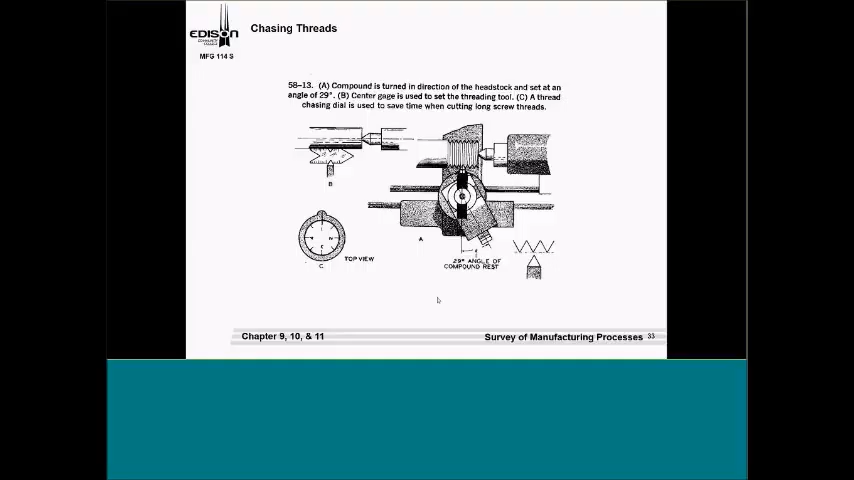 EDISON
COMMUNITY
COLLEGE
MFG 114 S
Chasing Threads
58–13. (A) Compound is turned in direction of the headstock and set at an
angle of 29°. (B) Center gage is used to set the threading tool. (C) A thread
chasing dial is used to save time when cutting long screw threads.
B
A
C
TOP VIEW
29° ANGLE OF
COMPOUND REST
Chapter 9, 10, & 11
Survey of Manufacturing Processes 33